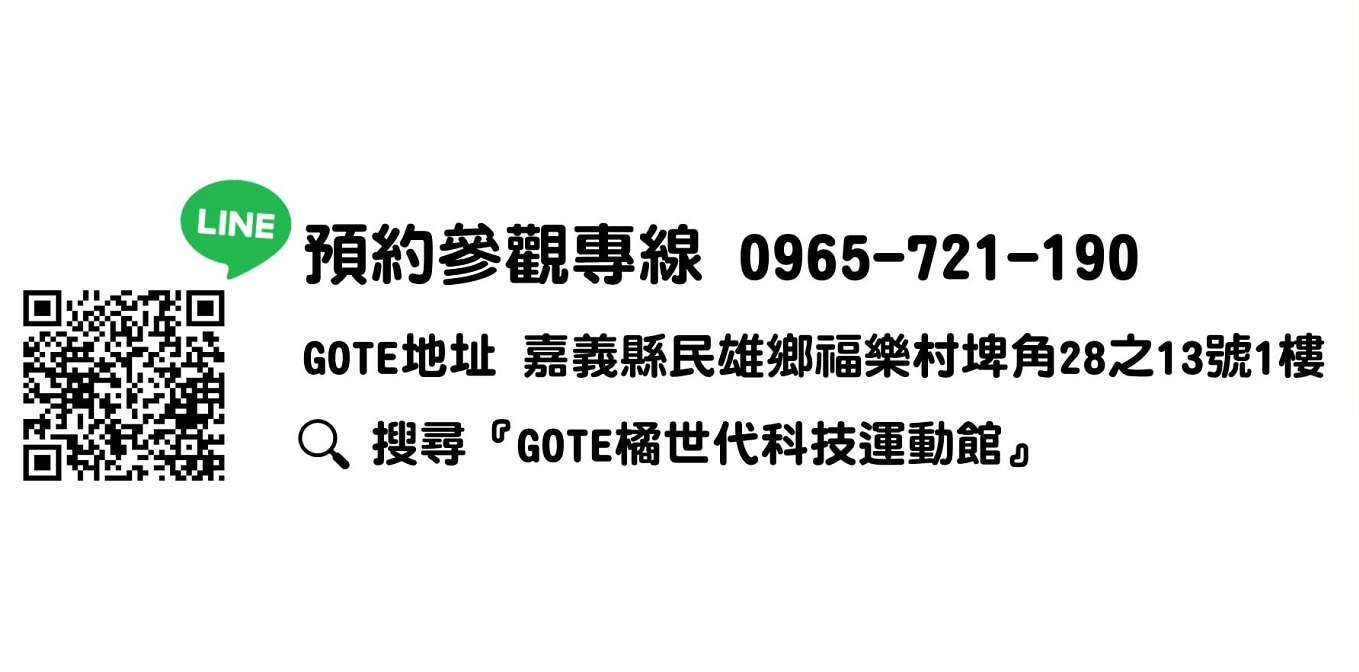 LINE
預約參觀專線 0965-721-190
GOTE地址 嘉義縣民雄鄉福樂村埤角28之13號1樓
搜尋『GOTE橘世代科技運動館』